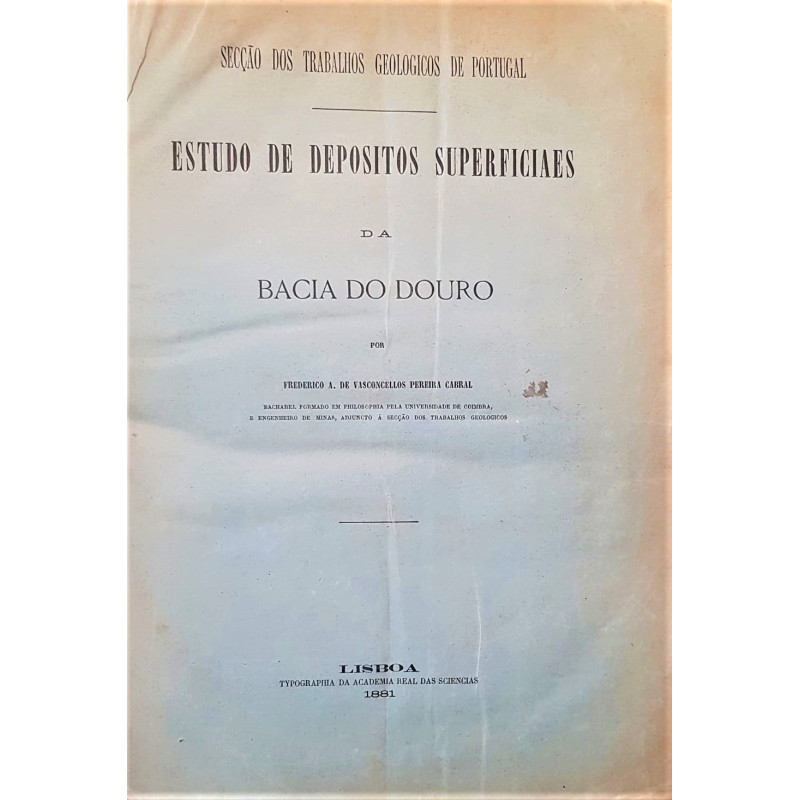 SECÇÃO DOS TRABALHOS GEOLOGICOS DE PORTUGAL
ESTUDO DE DEPOSITOS SUPERFICIAES
DA
BACIA DO DOURO
POR
FREDERICO A. DE VASCONCELLOS PEREIRA CABRAL
BACHAREL FORMADO EM PHILOSOPHIA PELA UNIVERSIDADE DE COIMBRA,
E ENGENHEIRO DE MINAS, ADJUNCTO Á SECÇÃO DOS TRABALHOS GEOLOGICOS
LISBOA
TYPOGRAPHIA DA ACADEMIA REAL DAS SCIENCIAS
1881